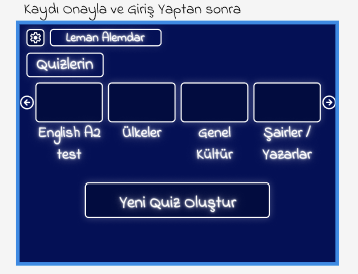 Kaydı Onayla ve Giriş Yaptan sonra
Leman Alemdar
Quizlerin
English A2 test
Ülkeler
Genel Kültür
Şairler / Yazarlar
Yeni Quiz Oluştur